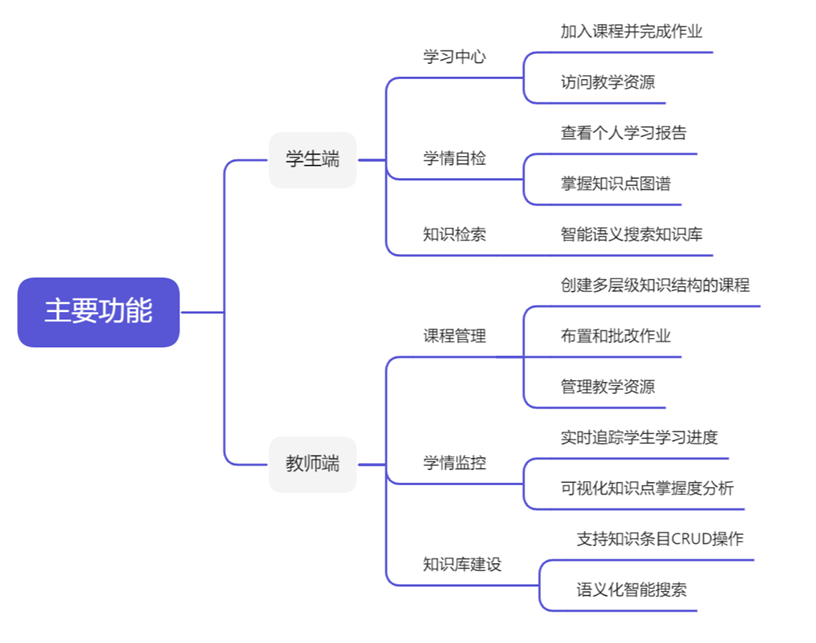 主要功能
学生端
学习中心
加入课程并完成作业
访问教学资源
学情自检
查看个人学习报告
掌握知识点图谱
知识检索
智能语义搜索知识库
教师端
课程管理
创建多层级知识结构的课程
布置和批改作业
管理教学资源
学情监控
实时追踪学生学习进度
可视化知识点掌握度分析
知识库建设
支持知识条目CRUD操作
语义化智能搜索